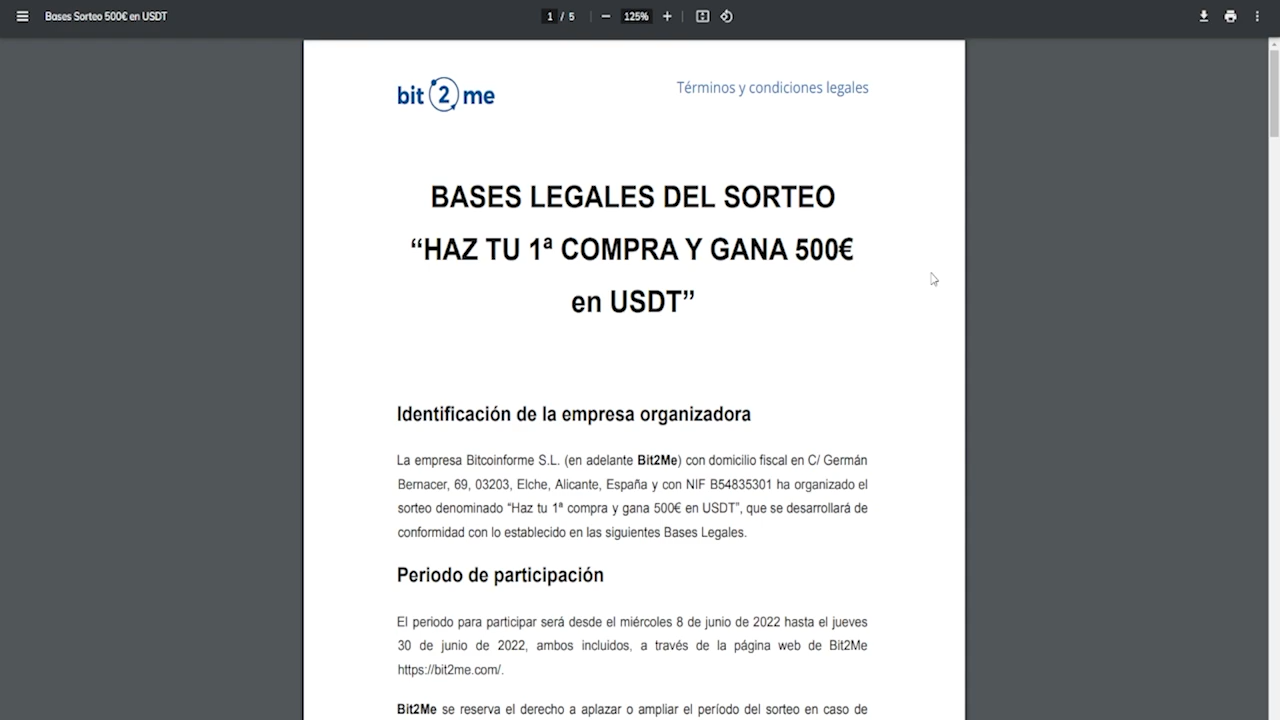 Bases Sorteo 500€ en USDT
1 / 5
125%
bit 2 me
Términos y condiciones legales
BASES LEGALES DEL SORTEO
“HAZ TU 1ª COMPRA Y GANA 500€
en USDT”
Identificación de la empresa organizadora
La empresa Bitcoinforme S.L. (en adelante Bit2Me) con domicilio fiscal en C/ Germán
Bernacer, 69, 03203, Elche, Alicante, España y con NIF B54835301 ha organizado el
sorteo denominado “Haz tu 1ª compra y gana 500€ en USDT”, que se desarrollará de
conformidad con lo establecido en las siguientes Bases Legales.
Periodo de participación
El periodo para participar será desde el miércoles 8 de junio de 2022 hasta el jueves
30 de junio de 2022, ambos incluidos, a través de la página web de Bit2Me
https://bit2me.com/.
Bit2Me se reserva el derecho a aplazar o ampliar el período del sorteo en caso de